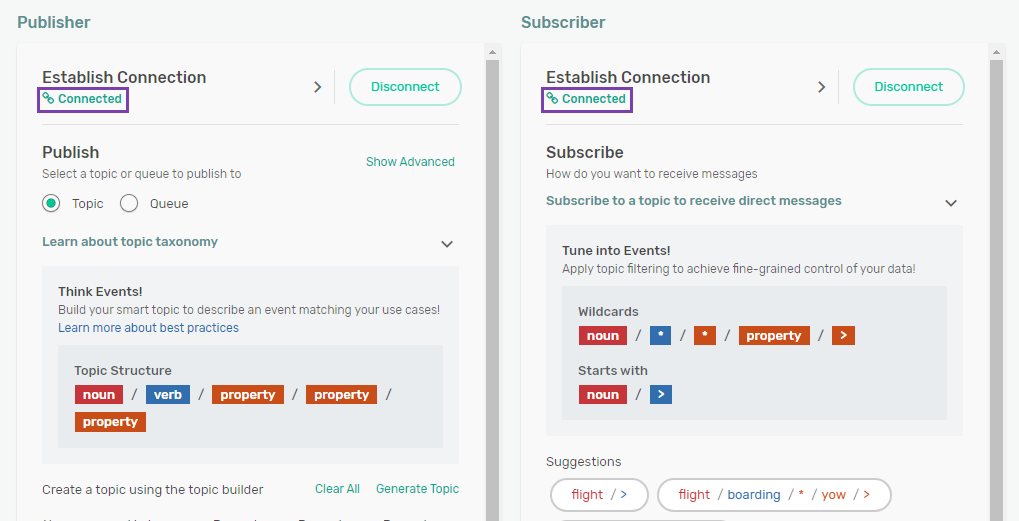 Publisher
Establish Connection
Connected
Disconnect
Publish
Show Advanced
Select a topic or queue to publish to
Topic
Queue
Learn about topic taxonomy
Think Events!
Build your smart topic to describe an event matching your use cases!
Learn more about best practices
Topic Structure
noun / verb / property / property /
property
Create a topic using the topic builder
Clear All
Generate Topic
Subscriber
Establish Connection
Connected
Disconnect
Subscribe
How do you want to receive messages
Subscribe to a topic to receive direct messages
Tune into Events!
Apply topic filtering to achieve fine-grained control of your data!
Wildcards
noun / * / * / property / >
Starts with
noun / >
Suggestions
flight / >
flight / boarding / * / yow / >